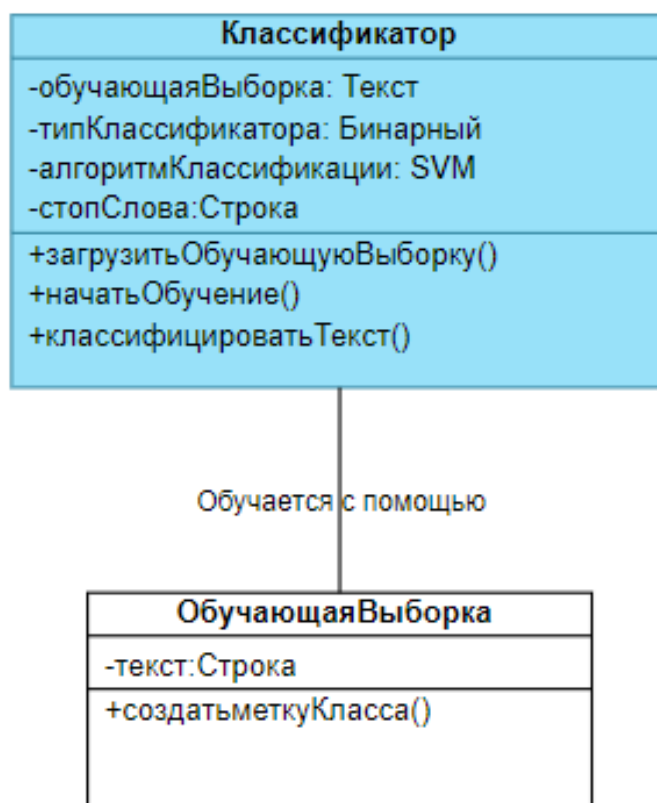 Классификатор
-обучающаяВыборка: Текст
-типКлассификатора: Бинарный
-алгоритмКлассификации: SVM
-стопСлова:Строка
+загрузитьОбучающуюВыборку()
+начатьОбучение()
+классифицироватьТекст()
Обучается с помощью
ОбучающаяВыборка
-текст:Строка
+создатьметкуКласса()